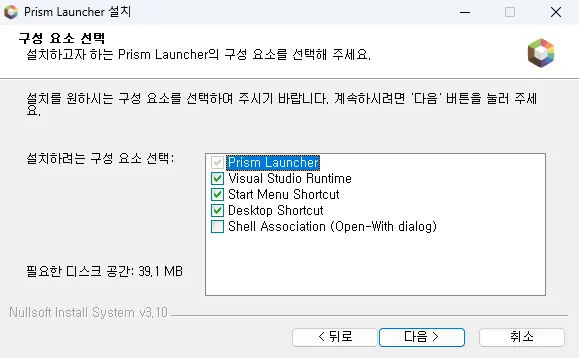 Prism Launcher 설치
구성 요소 선택
설치하고자 하는 Prism Launcher의 구성 요소를 선택해 주세요.
설치를 원하시는 구성 요소를 선택하여 주시기 바랍니다. 계속하시려면 '다음' 버튼을 눌러 주세
요.
설치하려는 구성 요소 선택:
Prism Launcher
Visual Studio Runtime
Start Menu Shortcut
Desktop Shortcut
Shell Association (Open-With dialog)
필요한 디스크 공간: 39.1 MB
Nullsoft Install System v3.10
< 뒤로
다음 >
취소